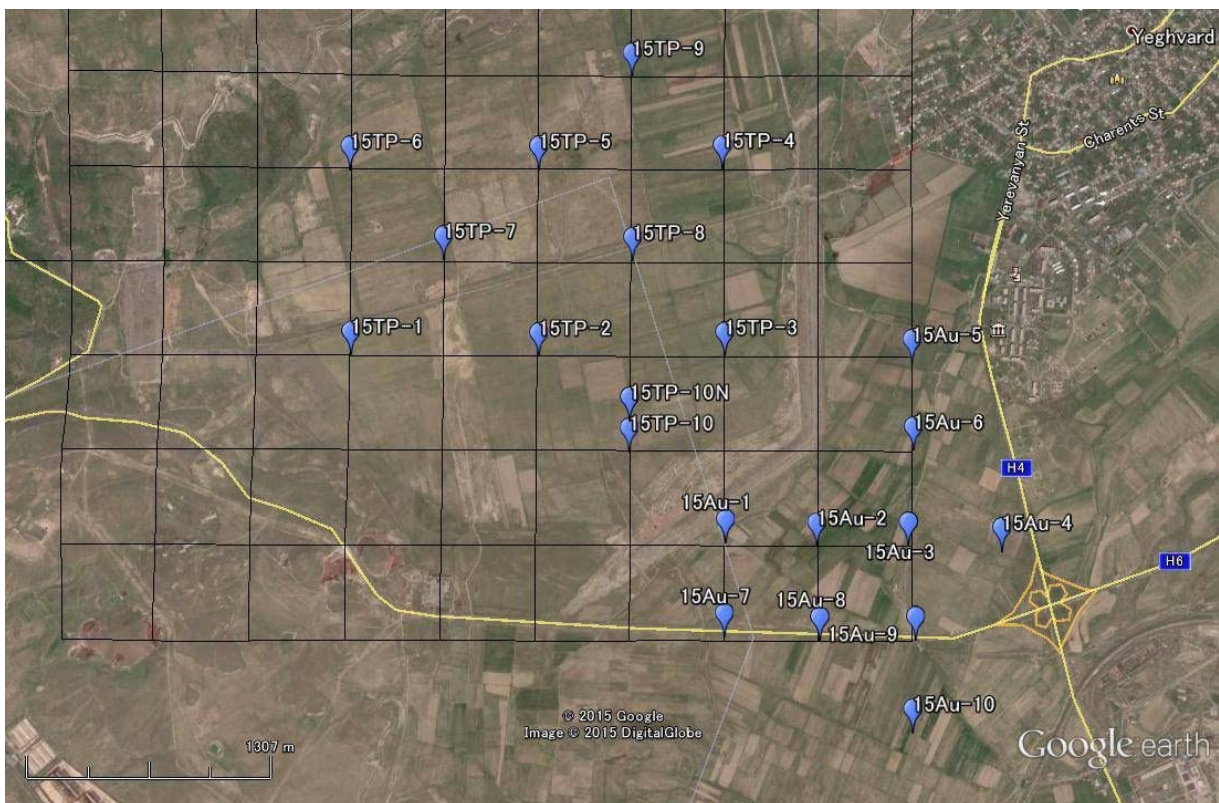 15TP-9
Yeghvard
Charents St
Yerevanyan St
15TP-6
15TP-5
15TP-4
15TP-7
15TP-8
15TP-1
15TP-2
15TP-3
15Au-5
15TP-10N
15TP-10
15Au-6
H4
15Au-1
15Au-2
15Au-3
15Au-4
H6
15Au-7
15Au-8
15Au-9
15Au-10
© 2015 Google
Image © 2015 DigitalGlobe
1307 m
Google earth